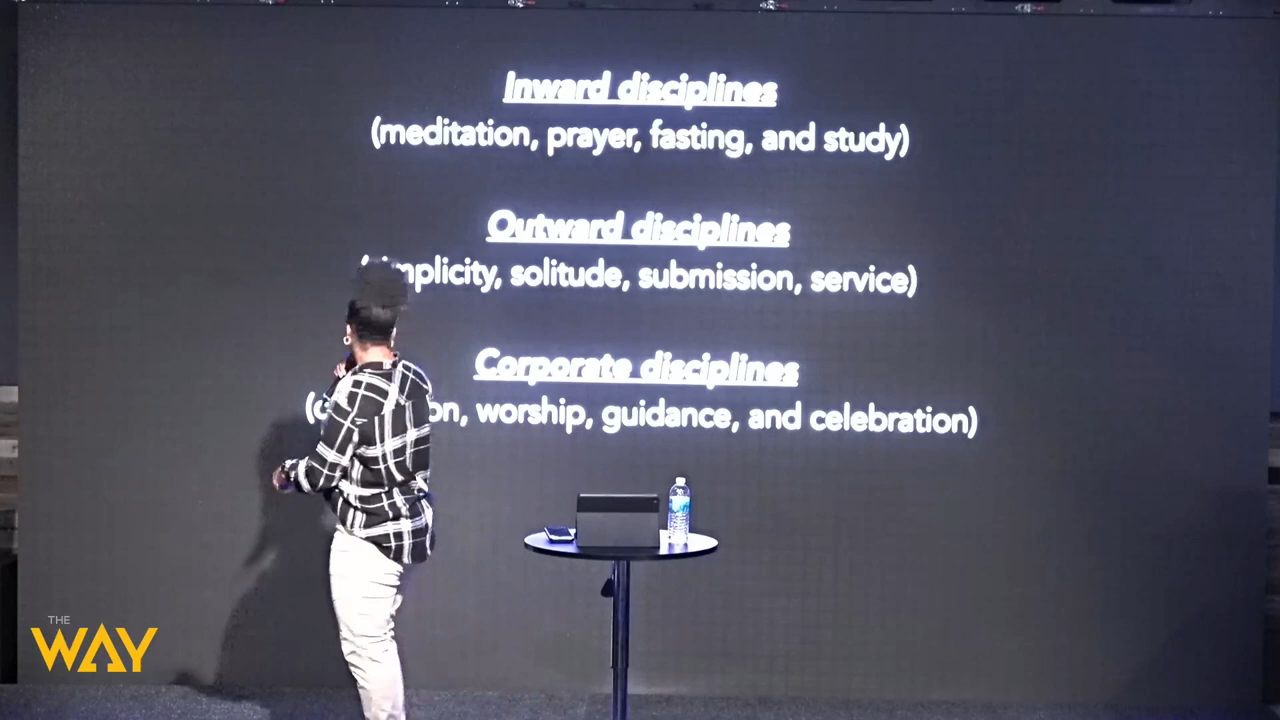 Inward disciplines
(meditation, prayer, fasting, and study)
Outward disciplines
solitude, submission, service)
Corporate disciplines
worship, guidance, and celebration)
THE
WAY